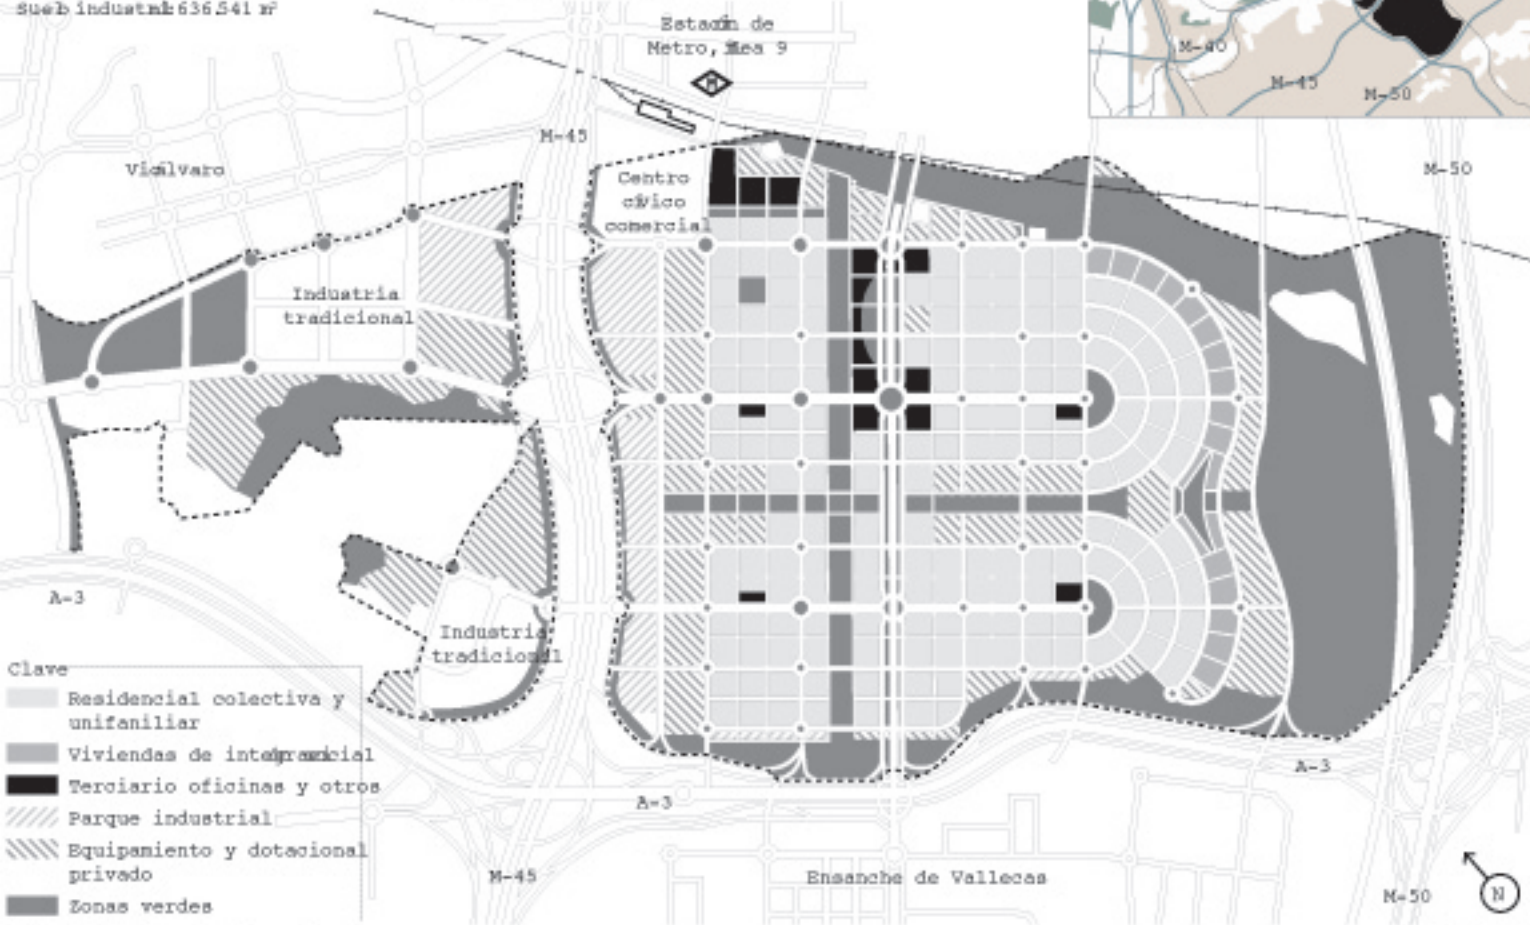 Suelo industrial: 636.541 m²
Estación de
Metro, línea 9
M
M-40
M-45
M-50
M-45
Vicálvaro
Centro
cívico
comercial
M-50
Industria
tradicional
A-3
Industria
tradicional
Clave
Residencial colectiva y
unifamiliar
Viviendas de integración social
Terciario oficinas y otros
Parque industrial
Equipamiento y dotacional
privado
Zonas verdes
A-3
A-3
M-45
Ensanche de Vallecas
M-50
N